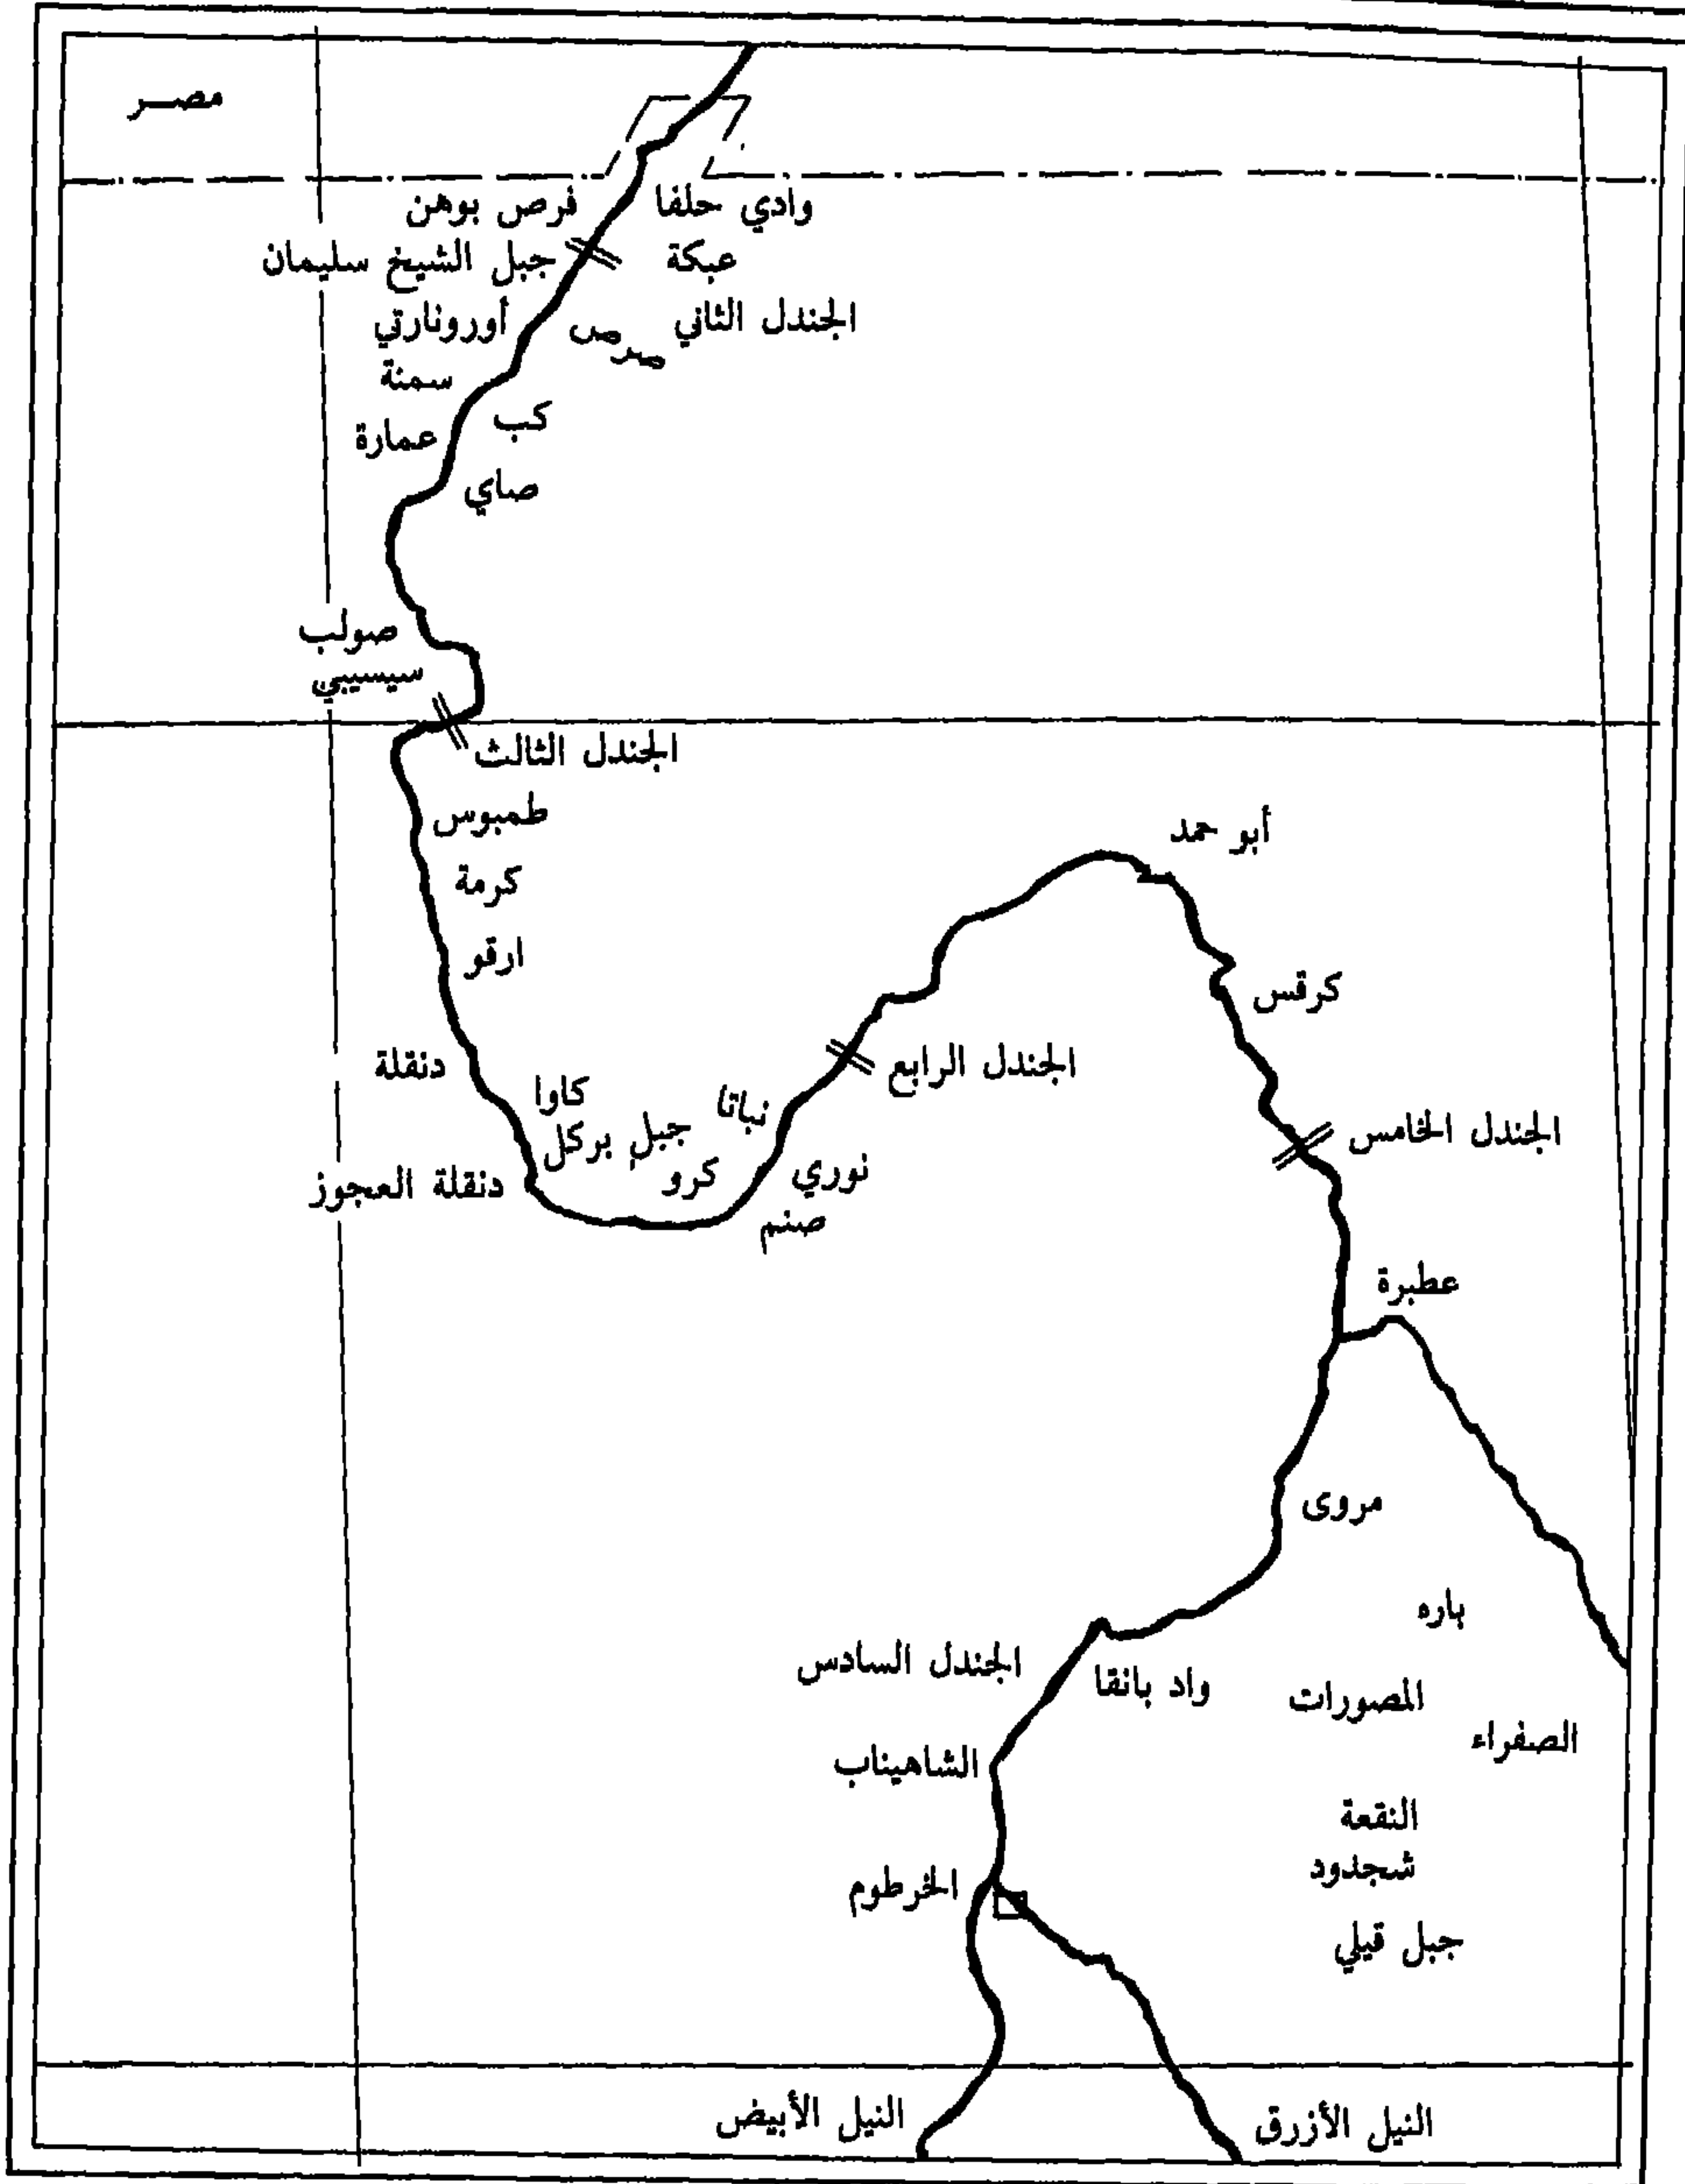 مصر
فرص بوهن
وادي حلفا
جبل الشيخ سليمان
عبكة
أورونارتي
صرص
الجندل الثاني
سمنة
كب
عمارة
صاي
صولب
سيسيبي
الجندل الثالث
طمبوس
أبو حمد
كرمة
ارقو
كرقس
دنقلة
كاوا
نباتا
الجندل الرابع
جبل بركل
الجندل الخامس
دنقلة العجوز
كرو
نوري
صنم
عطبرة
مروى
باره
الجندل السادس
واد بانقا
المصورات
الصفراء
الشاهيناب
النقعة
شجدود
الخرطوم
جبل قيلي
النيل الأبيض
النيل الأزرق